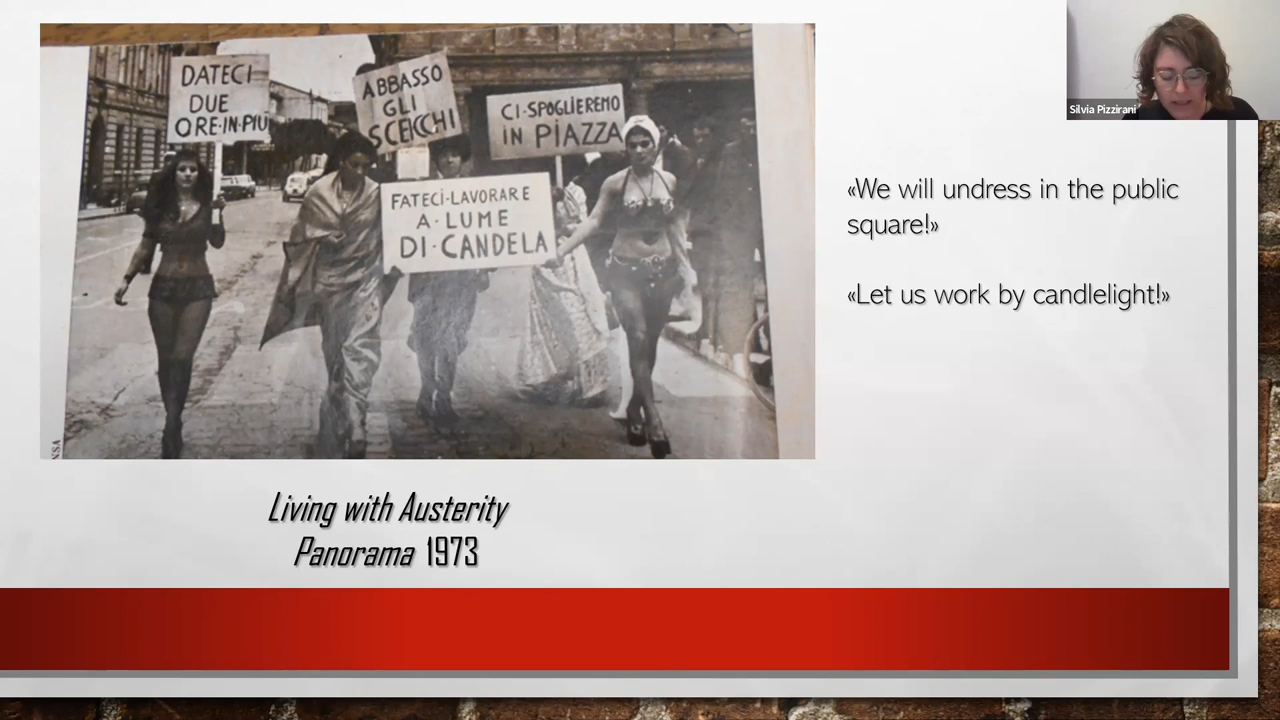 DATECI
DUE
ORE·IN·PIU
ABBASSO
GLI
SCEICCHI
CI·SPOGLIEREMO
IN PIAZZA
FATECI·LAVORARE
A·LUME
DI·CANDELA
Silvia Pizzirani
«We will undress in the public
square!»
«Let us work by candlelight!»
Living with Austerity
Panorama 1973